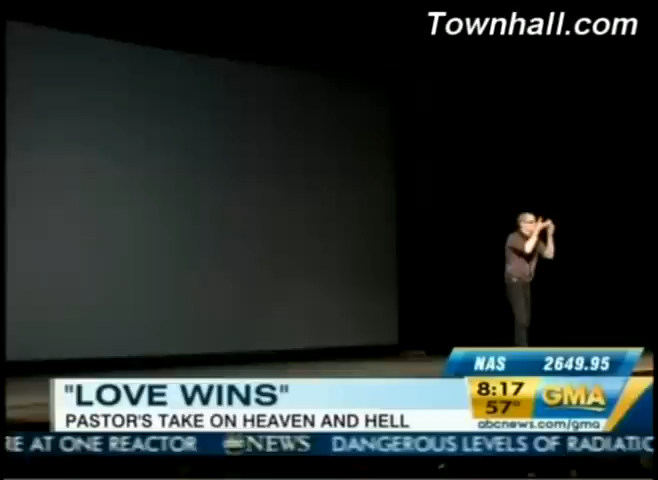 Townhall.com
NAS 2649.95
"LOVE WINS"
8:17
GMA
PASTOR'S TAKE ON HEAVEN AND HELL
57°
abcnews.com/gma
AT ONE REACTOR abc NEWS DANGEROUS LEVELS OF